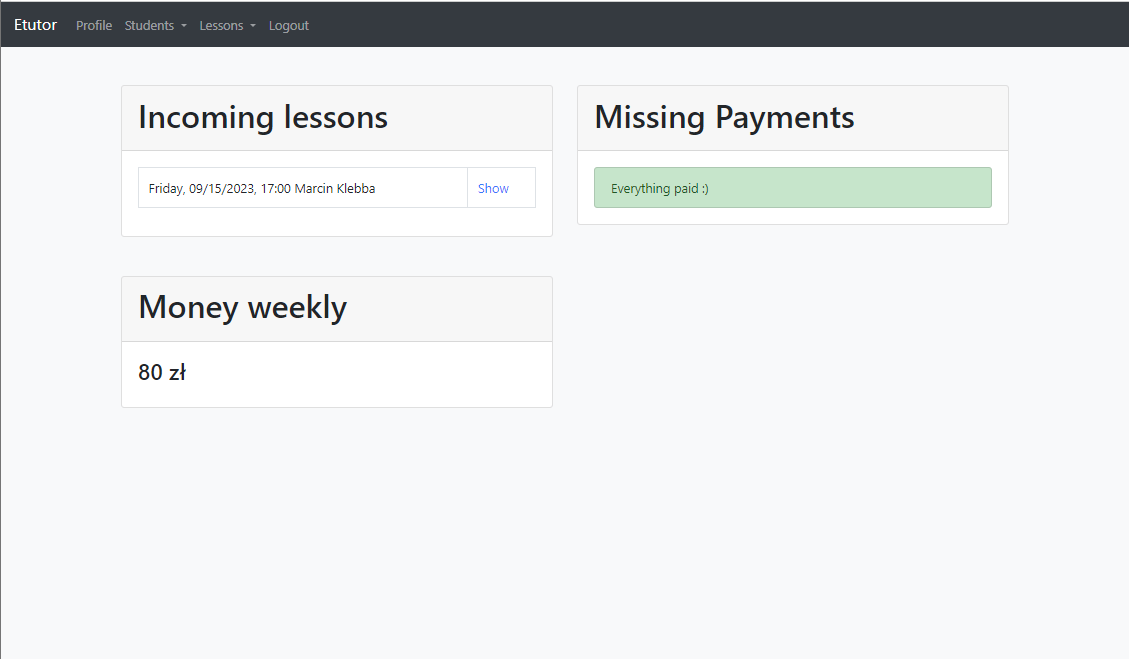 Etutor Profile Students Lessons Logout
Incoming lessons
Friday, 09/15/2023, 17:00 Marcin Klebba Show
Missing Payments
Everything paid :)
Money weekly
80 zł